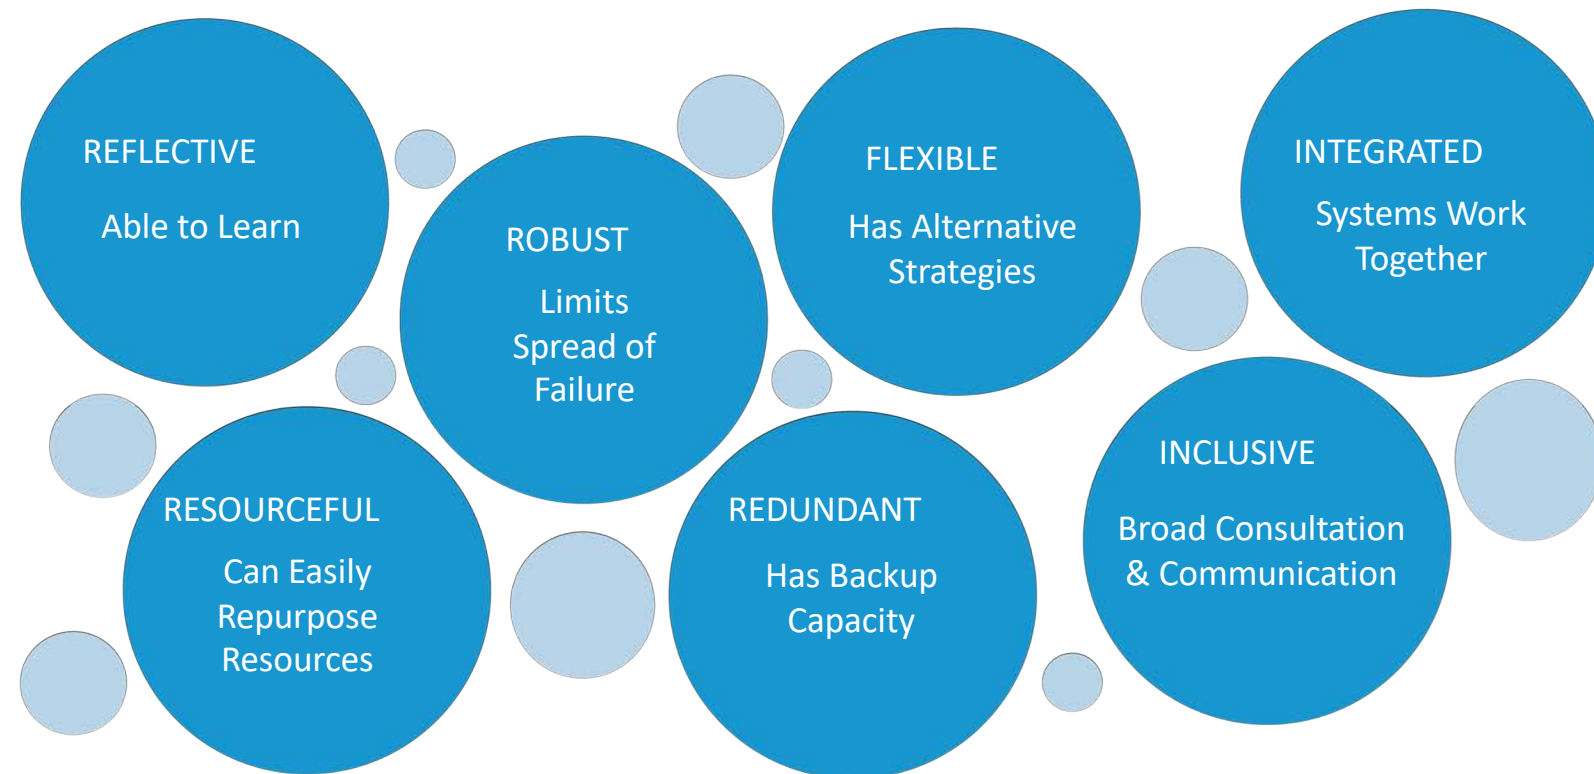 REFLECTIVE
Able to Learn
ROBUST
Limits
Spread of
Failure
FLEXIBLE
Has Alternative
Strategies
INTEGRATED
Systems Work
Together
RESOURCEFUL
Can Easily
Repurpose
Resources
REDUNDANT
Has Backup
Capacity
INCLUSIVE
Broad Consultation
& Communication